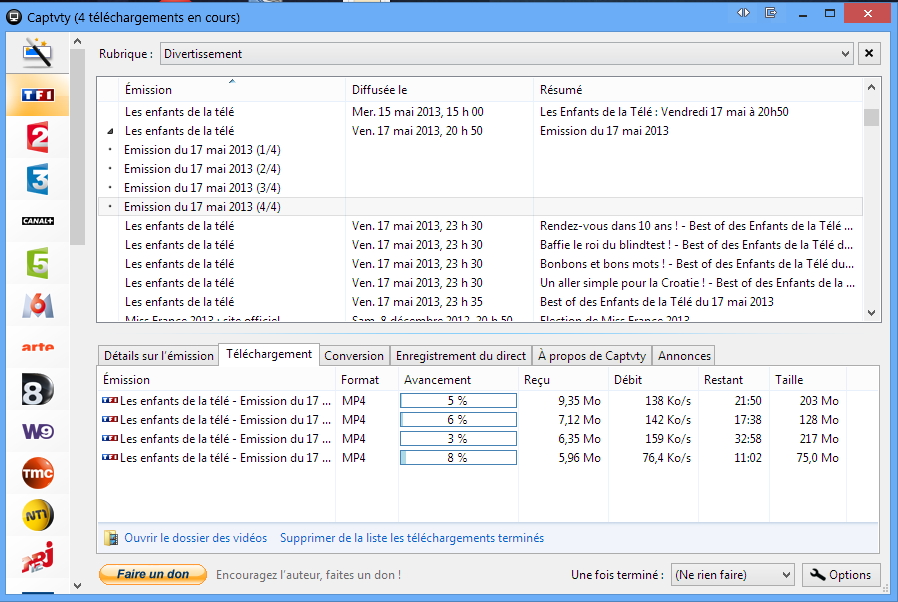 Captvty (4 téléchargements en cours)
Rubrique : Divertissement
Émission Diffusée le Résumé
Les enfants de la télé Mer. 15 mai 2013, 15 h 00 Les Enfants de la Télé : Vendredi 17 mai à 20h50
Les enfants de la télé Ven. 17 mai 2013, 20 h 50 Emission du 17 mai 2013
Emission du 17 mai 2013 (1/4)
Emission du 17 mai 2013 (2/4)
Emission du 17 mai 2013 (3/4)
Emission du 17 mai 2013 (4/4)
Les enfants de la télé Ven. 17 mai 2013, 23 h 30 Rendez-vous dans 10 ans ! - Best of des Enfants de la Télé ...
Les enfants de la télé Ven. 17 mai 2013, 23 h 30 Baffie le roi du blindtest ! - Best of des Enfants de la Télé d...
Les enfants de la télé Ven. 17 mai 2013, 23 h 30 Bonbons et bons mots ! - Best of des Enfants de la Télé du...
Les enfants de la télé Ven. 17 mai 2013, 23 h 30 Un aller simple pour la Croatie ! - Best of des Enfants de la ...
Les enfants de la télé Ven. 17 mai 2013, 23 h 35 Best of des Enfants de la Télé du 17 mai 2013
Miss France 2013 : site officiel Sam. 8 décembre 2012, 20 h 50 Election de Miss France 2013
TF1
2
3
CANAL+
5
M6
arte
8
W9
TMC
NT1
NRJ
Détails sur l'émission Téléchargement Conversion Enregistrement du direct À propos de Captvty Annonces
Émission Format Avancement Reçu Débit Restant Taille
TF1 Les enfants de la télé - Emission du 17 ... MP4 5 % 9,35 Mo 138 Ko/s 21:50 203 Mo
TF1 Les enfants de la télé - Emission du 17 ... MP4 6 % 7,12 Mo 142 Ko/s 17:38 128 Mo
TF1 Les enfants de la télé - Emission du 17 ... MP4 3 % 6,35 Mo 159 Ko/s 32:58 217 Mo
TF1 Les enfants de la télé - Emission du 17 ... MP4 8 % 5,96 Mo 76,4 Ko/s 11:02 75,0 Mo
Ouvrir le dossier des vidéos Supprimer de la liste les téléchargements terminés
Faire un don Encouragez l'auteur, faites un don ! Une fois terminé : (Ne rien faire) Options